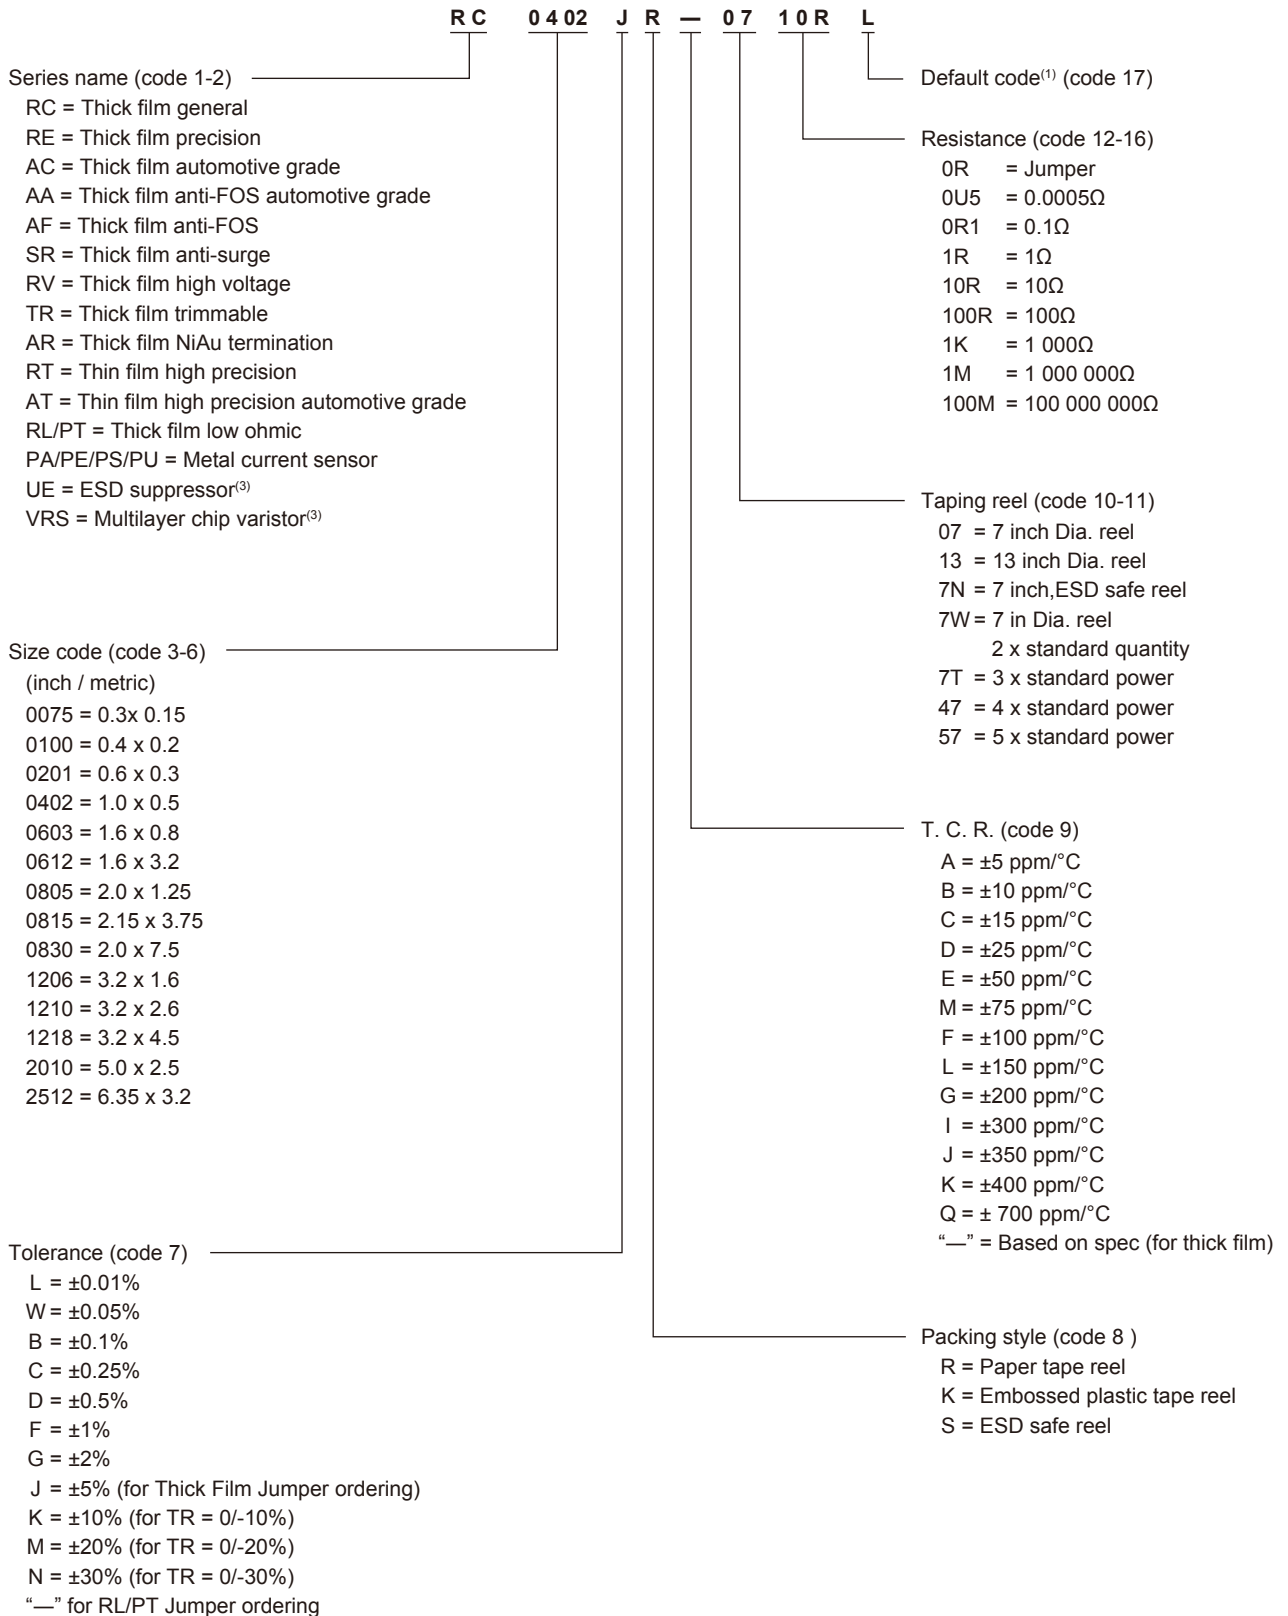 RC 0402 J R — 07 10R L
Series name (code 1-2)
RC = Thick film general
RE = Thick film precision
AC = Thick film automotive grade
AA = Thick film anti-FOS automotive grade
AF = Thick film anti-FOS
SR = Thick film anti-surge
RV = Thick film high voltage
TR = Thick film trimmable
AR = Thick film NiAu termination
RT = Thin film high precision
AT = Thin film high precision automotive grade
RL/PT = Thick film low ohmic
PA/PE/PS/PU = Metal current sensor
UE = ESD suppressor(3)
VRS = Multilayer chip varistor(3)
Size code (code 3-6)
(inch / metric)
0075 = 0.3x 0.15
0100 = 0.4 x 0.2
0201 = 0.6 x 0.3
0402 = 1.0 x 0.5
0603 = 1.6 x 0.8
0612 = 1.6 x 3.2
0805 = 2.0 x 1.25
0815 = 2.15 x 3.75
0830 = 2.0 x 7.5
1206 = 3.2 x 1.6
1210 = 3.2 x 2.6
1218 = 3.2 x 4.5
2010 = 5.0 x 2.5
2512 = 6.35 x 3.2
Tolerance (code 7)
L = ±0.01%
W = ±0.05%
B = ±0.1%
C = ±0.25%
D = ±0.5%
F = ±1%
G = ±2%
J = ±5% (for Thick Film Jumper ordering)
K = ±10% (for TR = 0/-10%)
M = ±20% (for TR = 0/-20%)
N = ±30% (for TR = 0/-30%)
“—” for RL/PT Jumper ordering
Default code(1) (code 17)
Resistance (code 12-16)
0R = Jumper
0U5 = 0.0005Ω
0R1 = 0.1Ω
1R = 1Ω
10R = 10Ω
100R = 100Ω
1K = 1 000Ω
1M = 1 000 000Ω
100M = 100 000 000Ω
Taping reel (code 10-11)
07 = 7 inch Dia. reel
13 = 13 inch Dia. reel
7N = 7 inch,ESD safe reel
7W = 7 in Dia. reel
2 x standard quantity
7T = 3 x standard power
47 = 4 x standard power
57 = 5 x standard power
T. C. R. (code 9)
A = ±5 ppm/°C
B = ±10 ppm/°C
C = ±15 ppm/°C
D = ±25 ppm/°C
E = ±50 ppm/°C
M = ±75 ppm/°C
F = ±100 ppm/°C
L = ±150 ppm/°C
G = ±200 ppm/°C
I = ±300 ppm/°C
J = ±350 ppm/°C
K = ±400 ppm/°C
Q = ± 700 ppm/°C
“—” = Based on spec (for thick film)
Packing style (code 8 )
R = Paper tape reel
K = Embossed plastic tape reel
S = ESD safe reel